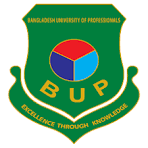 BANGLADESH UNIVERSITY OF PROFESSIONALS
BUP
EXCELLENCE THROUGH KNOWLEDGE